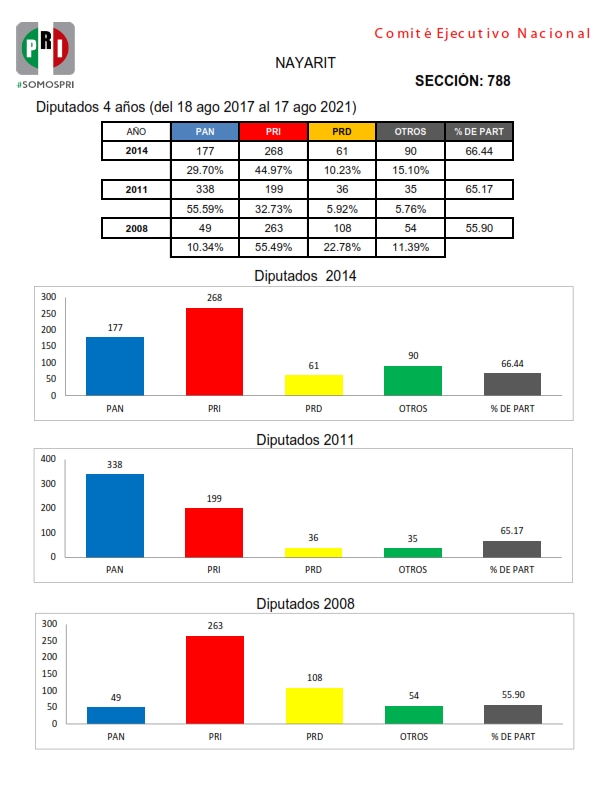 Comité Ejecutivo Nacional
PRI
#SOMOSPRI
NAYARIT
SECCIÓN: 788
Diputados 4 años (del 18 ago 2017 al 17 ago 2021)
AÑO PAN PRI PRD OTROS % DE PART
2014 177 268 61 90 66.44
29.70% 44.97% 10.23% 15.10%
2011 338 199 36 35 65.17
55.59% 32.73% 5.92% 5.76%
2008 49 263 108 54 55.90
10.34% 55.49% 22.78% 11.39%
Diputados 2014
300
250
200
150
100
50
0
177 268 61 90 66.44
PAN PRI PRD OTROS % DE PART
Diputados 2011
400
300
200
100
0
338 199 36 35 65.17
PAN PRI PRD OTROS % DE PART
Diputados 2008
300
250
200
150
100
50
0
49 263 108 54 55.90
PAN PRI PRD OTROS % DE PART